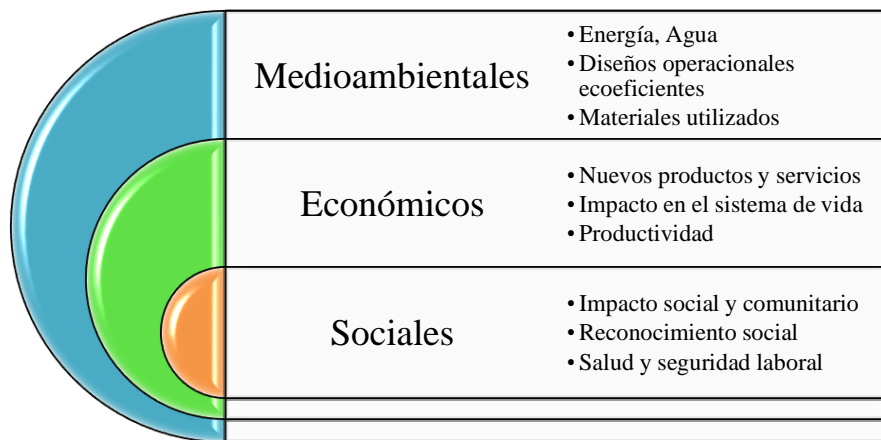 Medioambientales
• Energía, Agua
• Diseños operacionales
ecoeficientes
• Materiales utilizados
Económicos
• Nuevos productos y servicios
• Impacto en el sistema de vida
• Productividad
Sociales
• Impacto social y comunitario
• Reconocimiento social
• Salud y seguridad laboral